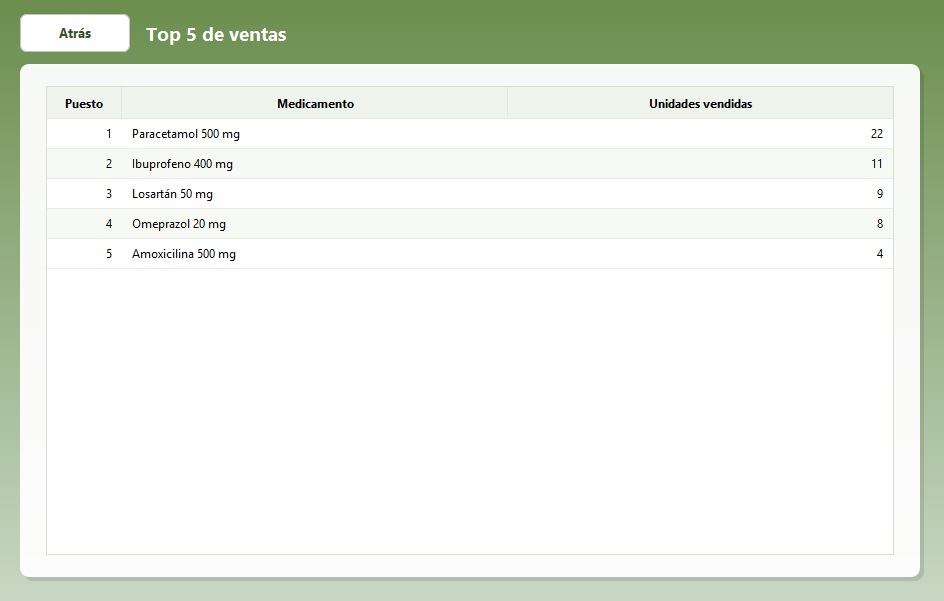 Atrás
Top 5 de ventas
Puesto Medicamento Unidades vendidas
1 Paracetamol 500 mg 22
2 Ibuprofeno 400 mg 11
3 Losartán 50 mg 9
4 Omeprazol 20 mg 8
5 Amoxicilina 500 mg 4